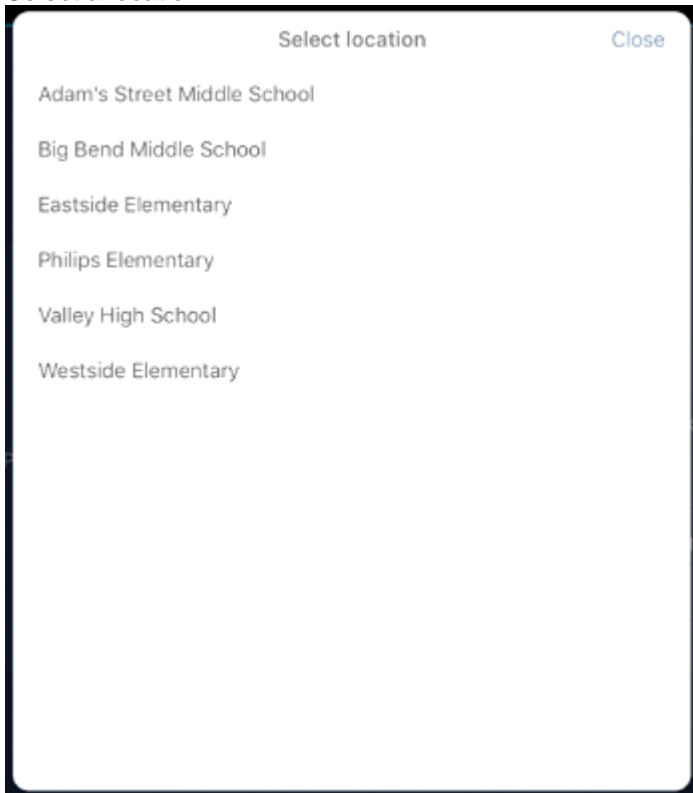 Select location
Close
Adam's Street Middle School
Big Bend Middle School
Eastside Elementary
Philips Elementary
Valley High School
Westside Elementary